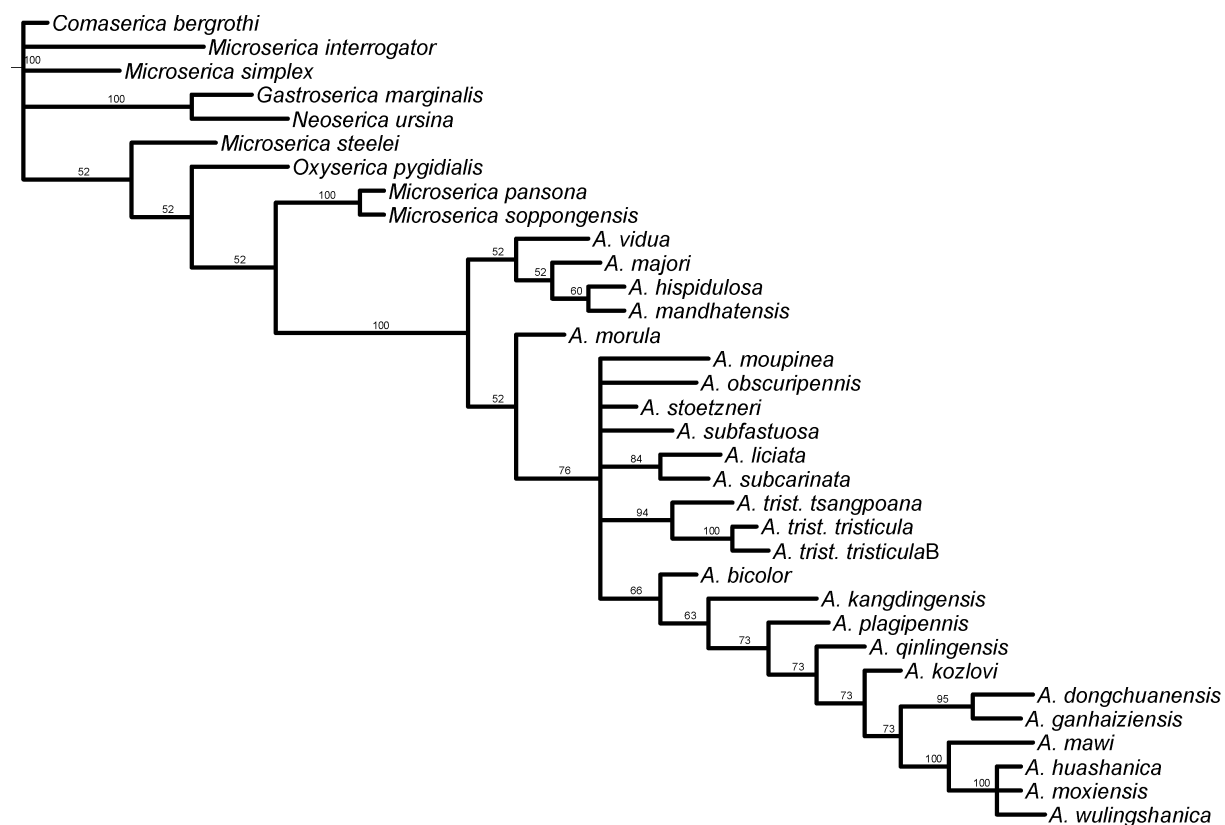 Comaserica bergrothi
Microserica interrogator
100
Microserica simplex
Gastroserica marginalis
100
Neoserica ursina
Microserica steelei
Oxyserica pygidialis
52
Microserica pansona
100
52
Microserica soppongensis
A. vidua
52
52
A. majori
52
A. hispidulosa
60
A. mandhatensis
100
A. morula
A. moupinea
A. obscuripennis
52
A. stoetzneri
A. subfastuosa
A. liciata
84
76
A. subcarinata
A. trist. tsangpoana
94
A. trist. tristicula
100
A. trist. tristiculaB
A. bicolor
66
A. kangdingensis
63
A. plagipennis
73
A. qinlingensis
73
A. kozlovi
73
A. dongchuanensis
95
A. ganhaiziensis
73
A. mawi
100
A. huashanica
100
A. moxiensis
A. wulingshanica